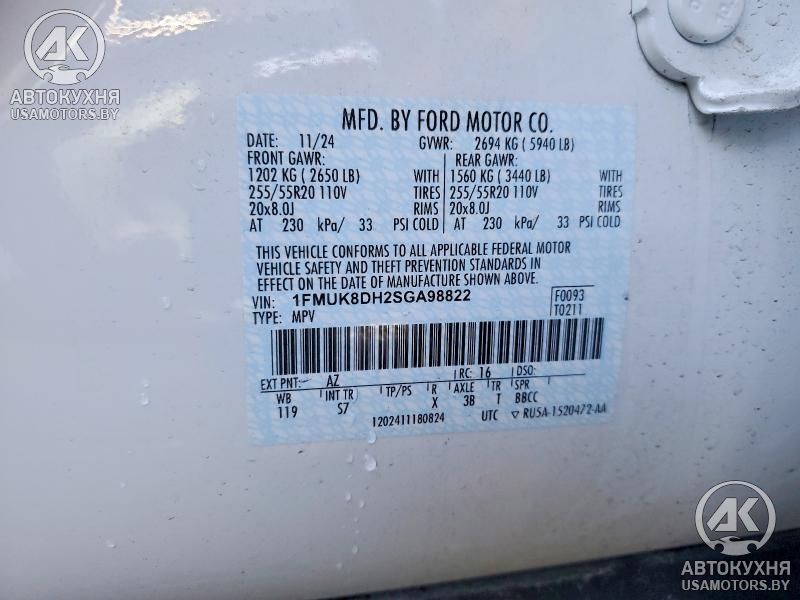 АК
АВТОКУХНЯ
USAMOTORS.BY
MFD. BY FORD MOTOR CO.
DATE: 11/24 GVWR: 2694 KG ( 5940 LB)
FRONT GAWR: REAR GAWR:
1202 KG ( 2650 LB) WITH 1560 KG ( 3440 LB) WITH
255/55R20 110V TIRES 255/55R20 110V TIRES
20x8.0J RIMS 20x8.0J RIMS
AT 230 kPa/ 33 PSI COLD AT 230 kPa/ 33 PSI COLD
THIS VEHICLE CONFORMS TO ALL APPLICABLE FEDERAL MOTOR
VEHICLE SAFETY AND THEFT PREVENTION STANDARDS IN
EFFECT ON THE DATE OF MANUFACTURE SHOWN ABOVE.
VIN: 1FMUK8DH2SGA98822 F0093
TYPE: MPV T0211
EXT PNT: AZ RC: 16 DSO:
WB INT TR TP/PS R AXLE TR SPR
119 S7 X 3B T BBCC
1202411180824 UTC ▽ RU5A-1520472-AA
АК
АВТОКУХНЯ
USAMOTORS.BY